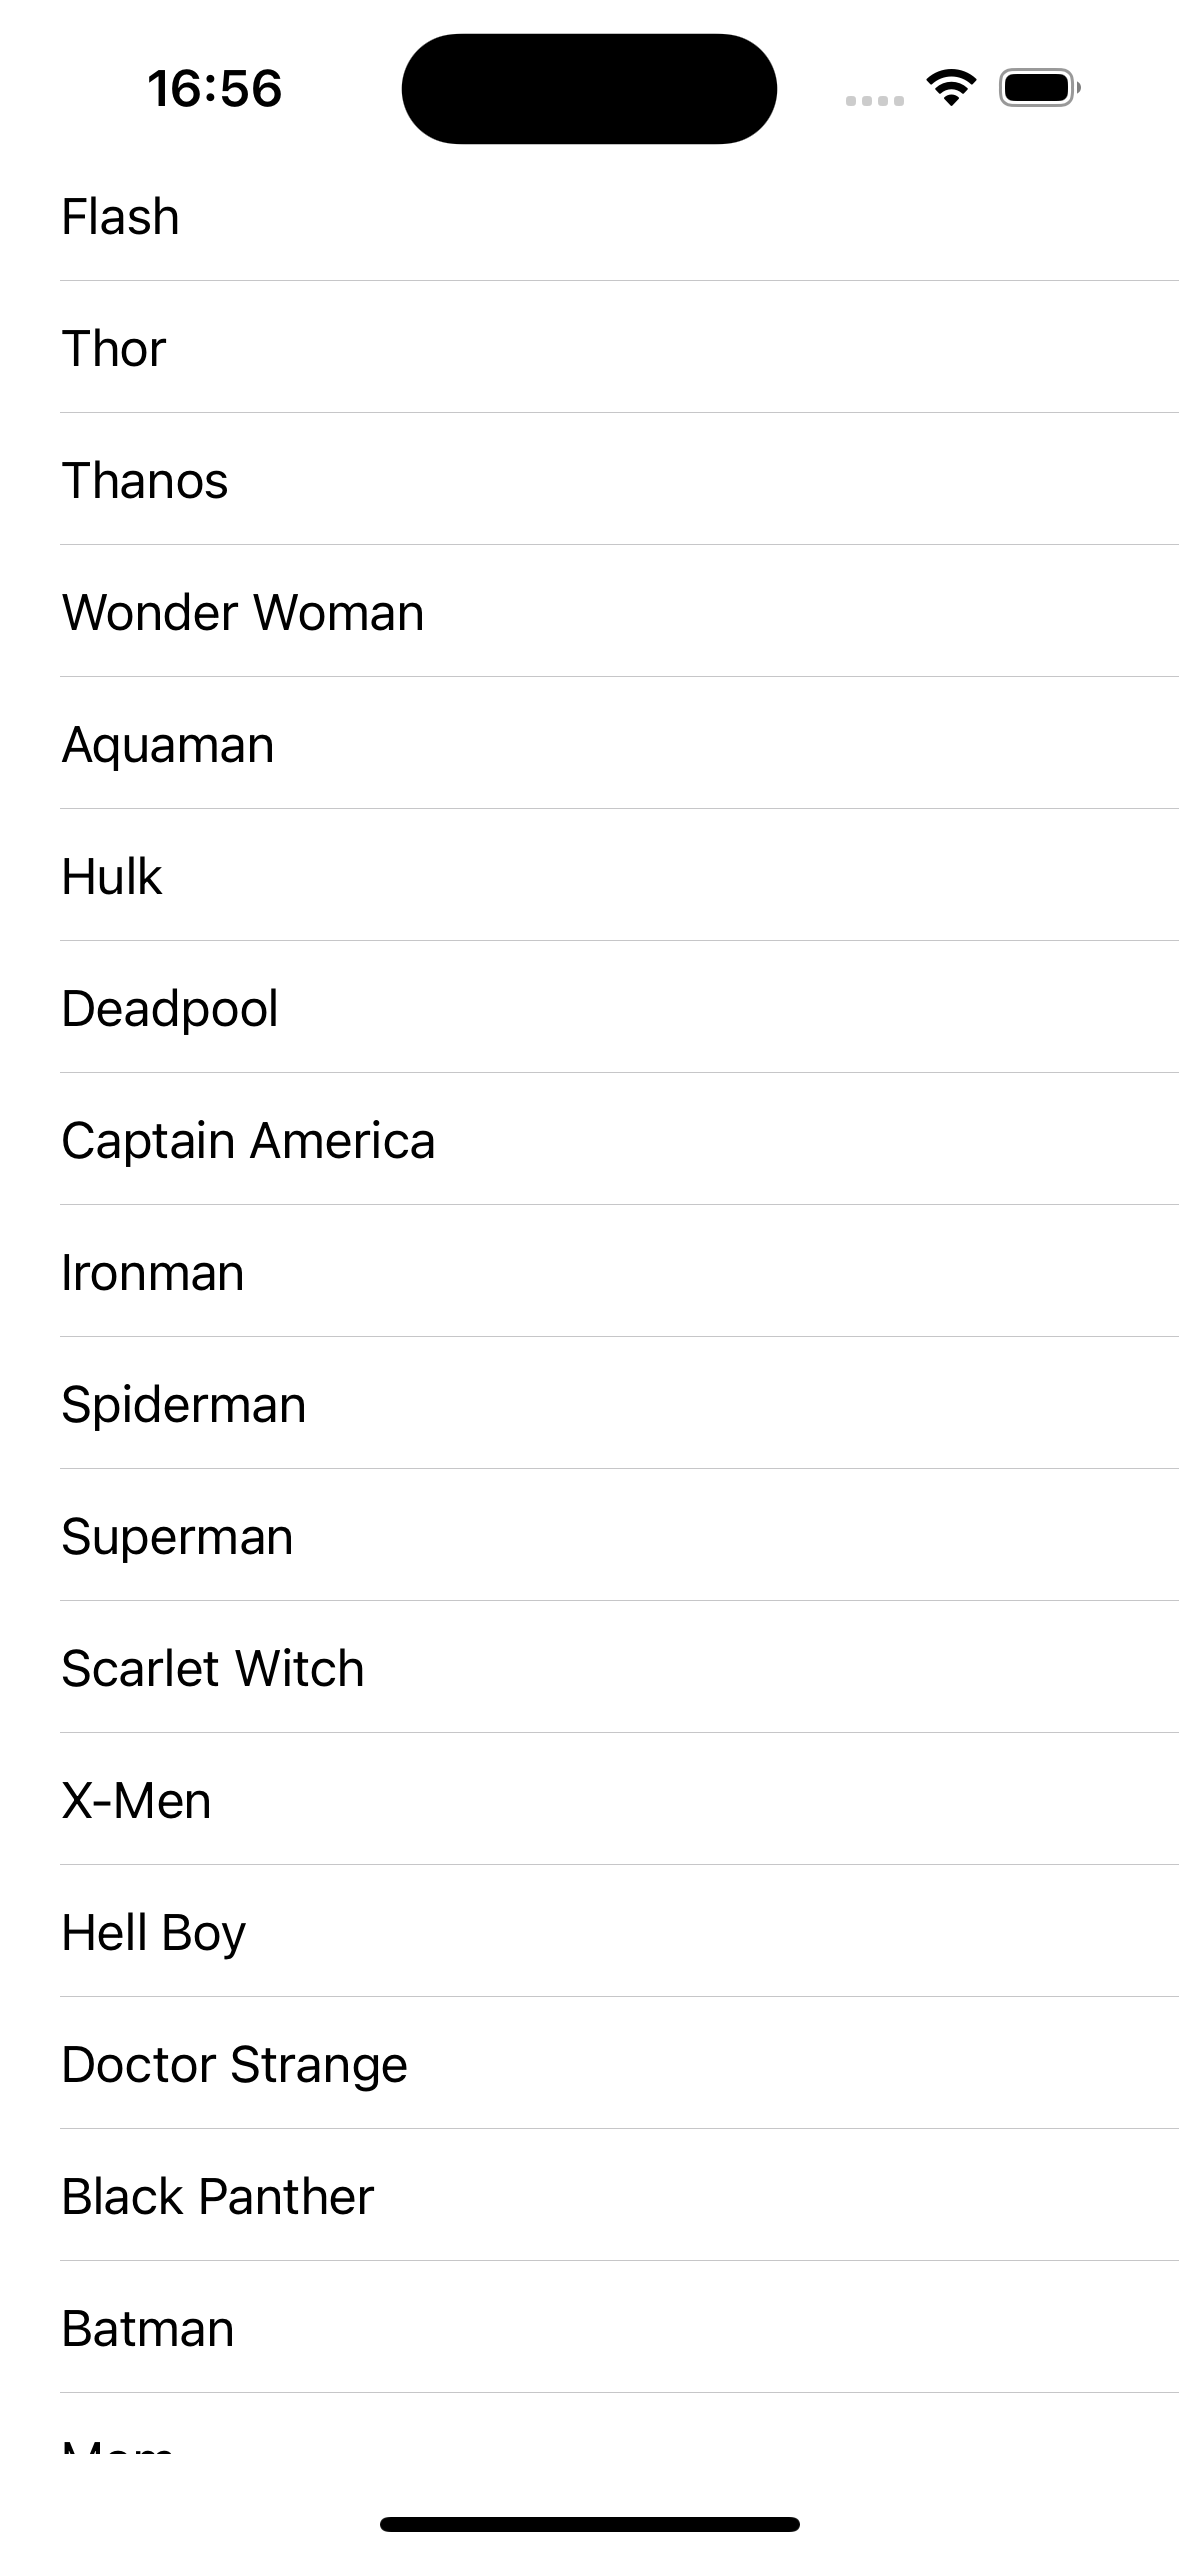 16:56
Flash
Thor
Thanos
Wonder Woman
Aquaman
Hulk
Deadpool
Captain America
Ironman
Spiderman
Superman
Scarlet Witch
X-Men
Hell Boy
Doctor Strange
Black Panther
Batman